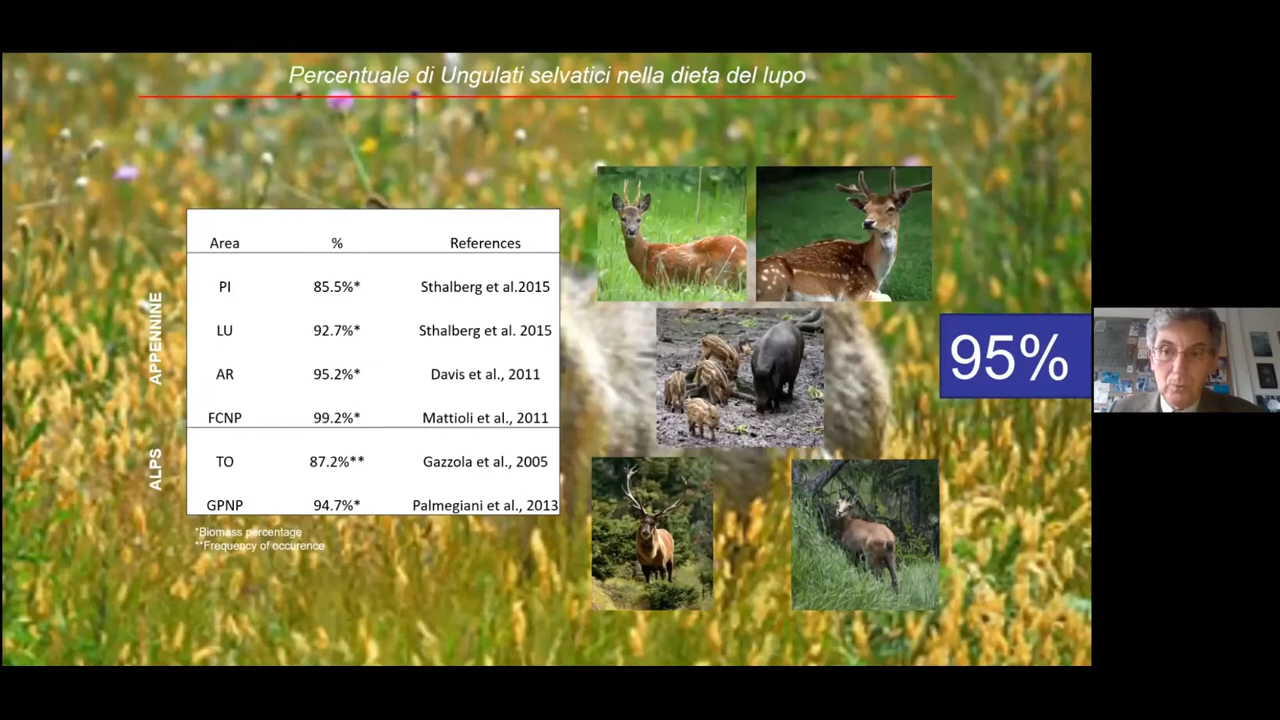 Percentuale di Ungulati selvatici nella dieta del lupo
Area % References
APPENNINE
PI 85.5%* Sthalberg et al.2015
LU 92.7%* Sthalberg et al. 2015
AR 95.2%* Davis et al., 2011
FCNP 99.2%* Mattioli et al., 2011
ALPS
TO 87.2%** Gazzola et al., 2005
GPNP 94.7%* Palmegiani et al., 2013
*Biomass percentage
**Frequency of occurence
95%